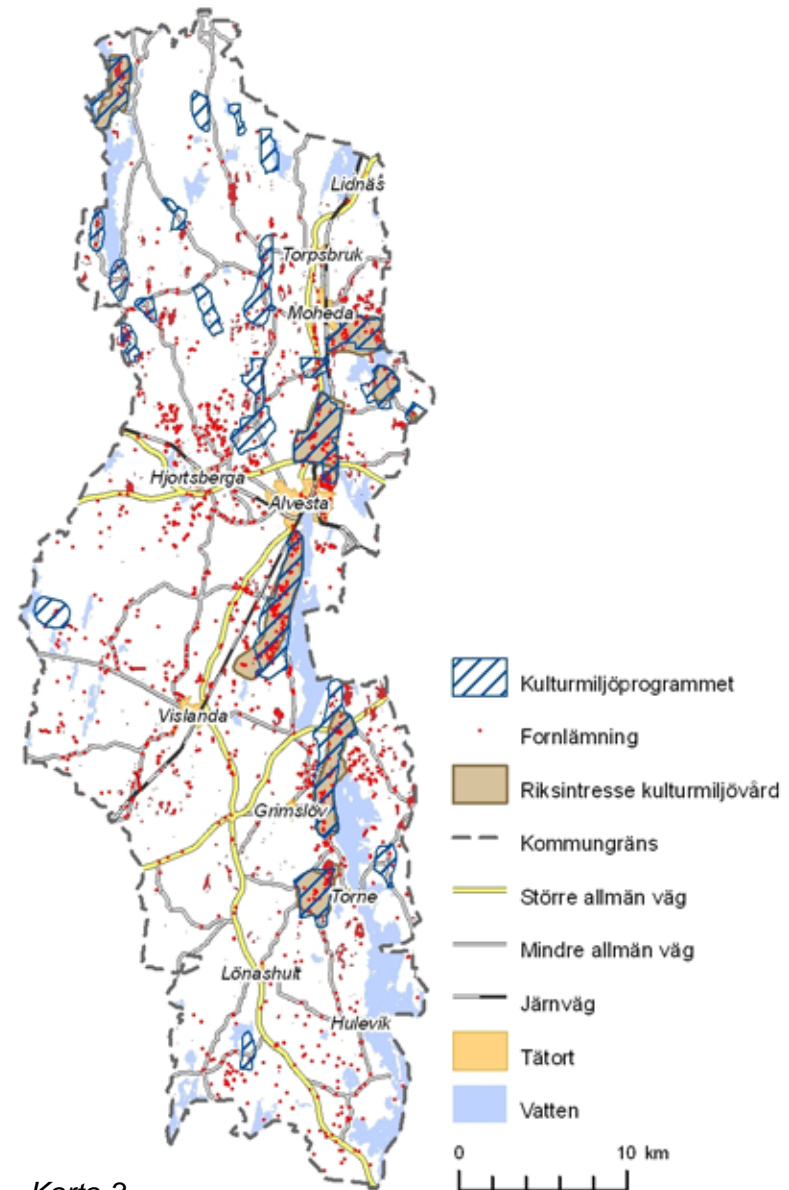 Lidnäs
Torpsbruk
Moheda
Hjortsberga
Alvesta
Vislanda
Grimslöv
Torne
Lönashult
Hulevik
Kulturmiljöprogrammet
Fornlämning
Riksintresse kulturmiljövård
Kommungräns
Större allmän väg
Mindre allmän väg
Järnväg
Tätort
Vatten
0 10 km